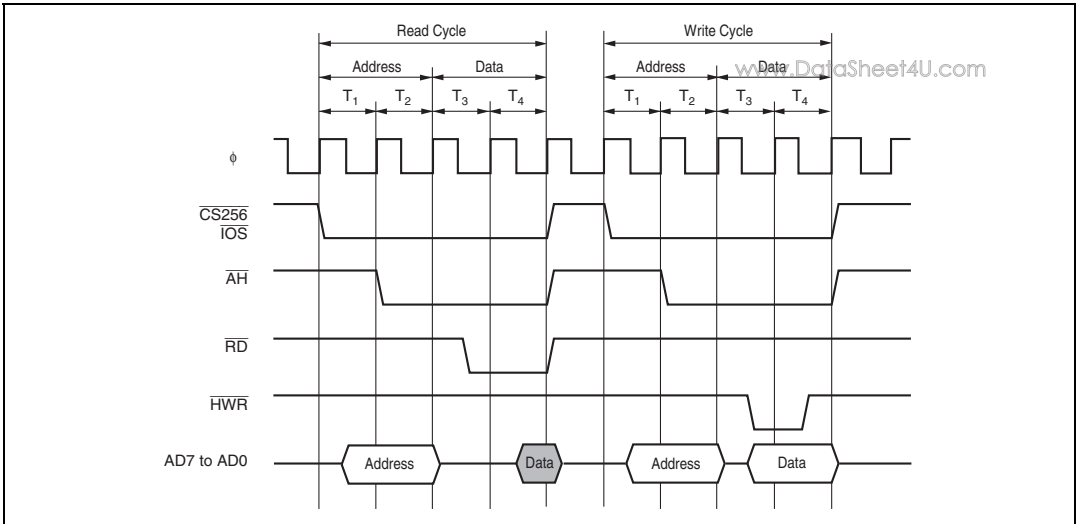 Read Cycle Write Cycle
Address Data Address Data
www.DataSheet4U.com
T1 T2 T3 T4 T1 T2 T3 T4
ϕ
CS256
IOS
AH
RD
HWR
AD7 to AD0 Address Data Address Data